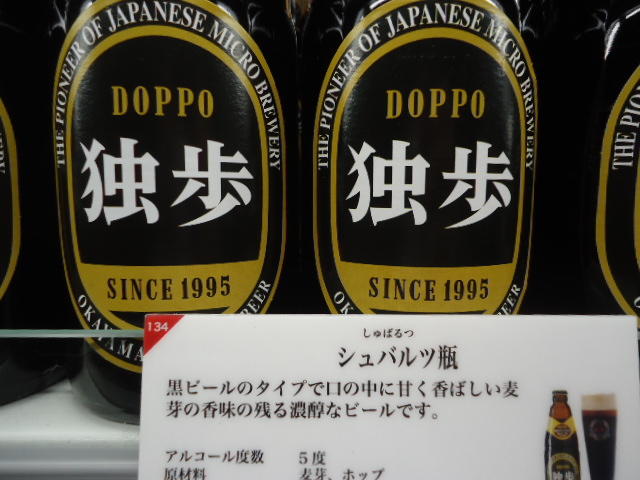 THE PIONEER OF JAPANESE MICRO BREWERY
DOPPO
独歩
SINCE 1995
OKAYAMA
THE PIONEER OF JAPANESE MICRO BREWERY
DOPPO
独歩
SINCE 1995
BEER
134
しゅばるつ
シュバルツ瓶
黒ビールのタイプで口の中に甘く香ばしい麦
芽の香味の残る濃醇なビールです。
アルコール度数 5度
原材料 麦芽、ホップ